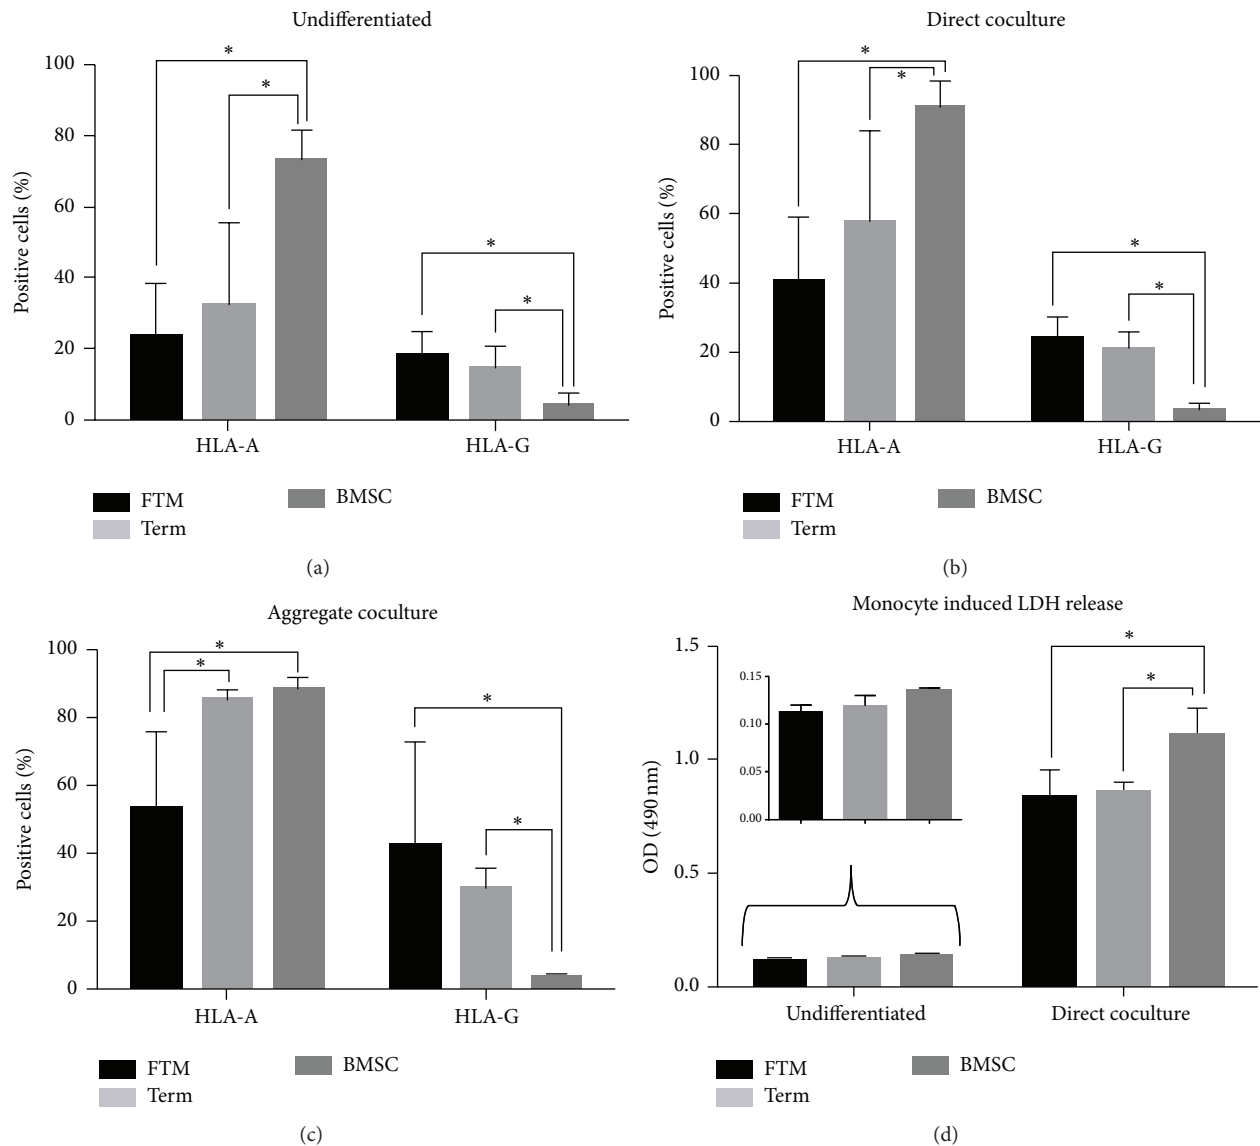 Undifferentiated
100
80
60
40
20
0
Positive cells (%)
*
*
*
*
HLA-A
HLA-G
FTM
Term
BMSC
(a)
Direct coculture
100
80
60
40
20
0
Positive cells (%)
*
*
*
*
HLA-A
HLA-G
FTM
Term
BMSC
(b)
Aggregate coculture
100
80
60
40
20
0
Positive cells (%)
*
*
*
*
HLA-A
HLA-G
FTM
Term
BMSC
(c)
Monocyte induced LDH release
1.5
1.0
0.5
0.0
OD (490 nm)
0.15
0.10
0.05
0.00
*
*
Undifferentiated
Direct coculture
FTM
Term
BMSC
(d)